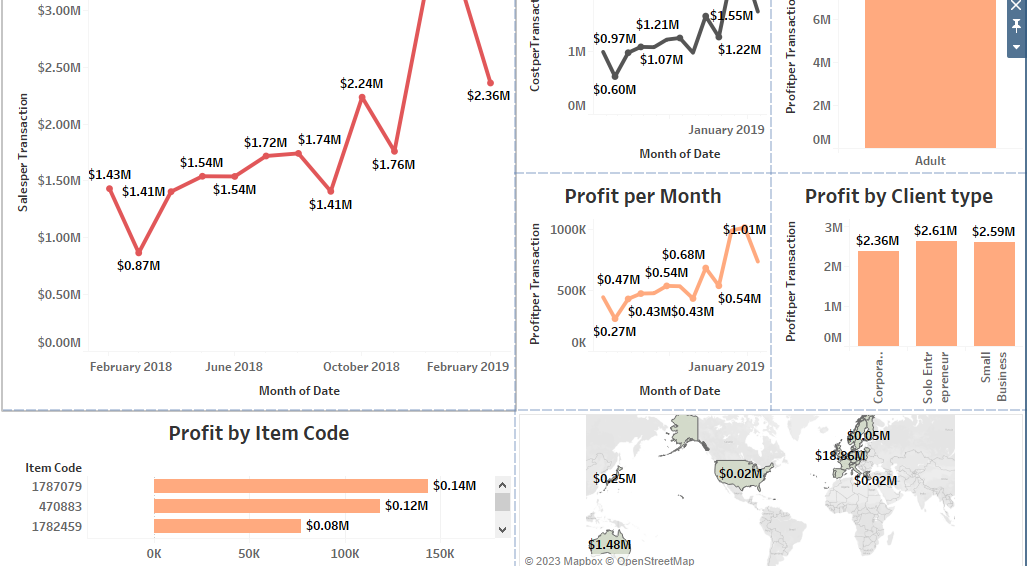 $3.00M
$2.50M
$2.00M
$1.50M
$1.00M
$0.50M
$0.00M
Salesper Transaction
$1.43M
$0.87M
$1.41M
$1.54M
$1.54M
$1.72M
$1.74M
$1.41M
$2.24M
$1.76M
$2.36M
February 2018
June 2018
October 2018
February 2019
Month of Date
CostperTransac
1M
0M
$0.97M
$0.60M
$1.21M
$1.07M
$1.55M
$1.22M
January 2019
Month of Date
Profitper Transaction
6M
4M
2M
0M
Adult
Profit per Month
Profitper Transaction
1000K
500K
0K
$0.47M
$0.27M
$0.43M
$0.54M
$0.43M
$0.68M
$0.54M
$1.01M
January 2019
Month of Date
Profit by Client type
Profitper Transaction
3M
2M
1M
0M
$2.36M
$2.61M
$2.59M
Corpora..
Solo Entr
epreneur
Small
Business
Profit by Item Code
Item Code
1787079
$0.14M
470883
$0.12M
1782459
$0.08M
0K
50K
100K
150K
$0.05M
$18.86M
$0.25M
$0.02M
$0.02M
$1.48M
© 2023 Mapbox © OpenStreetMap